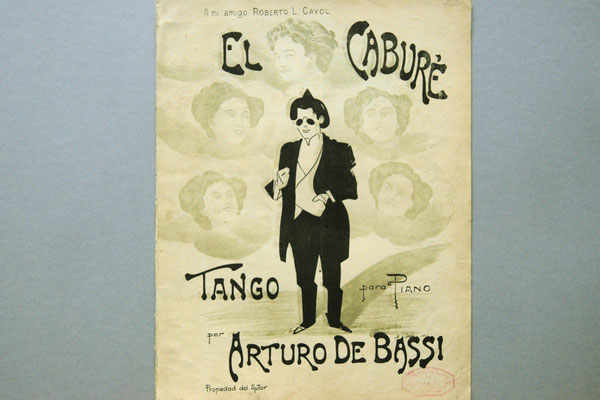 A mi amigo ROBERTO L. CAYOL
EL CABURÉ
TANGO para PIANO
por
ARTURO DE BASSI
Propiedad del Autor